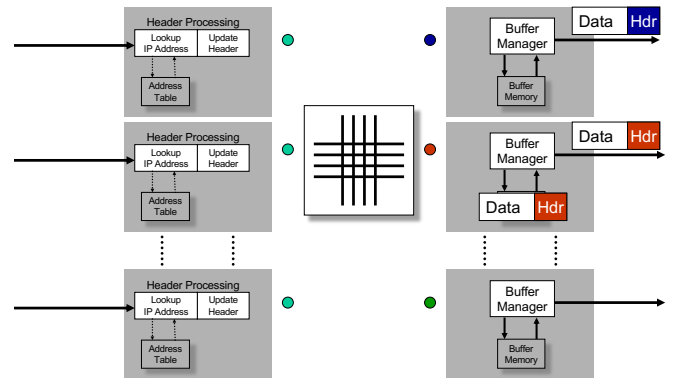 Header Processing
Lookup
IP Address
Update
Header
Address
Table
Buffer
Manager
Buffer
Memory
Data Hdr
Header Processing
Lookup
IP Address
Update
Header
Address
Table
Buffer
Manager
Data Hdr
Data Hdr
Header Processing
Lookup
IP Address
Update
Header
Address
Table
Buffer
Manager
Buffer
Memory